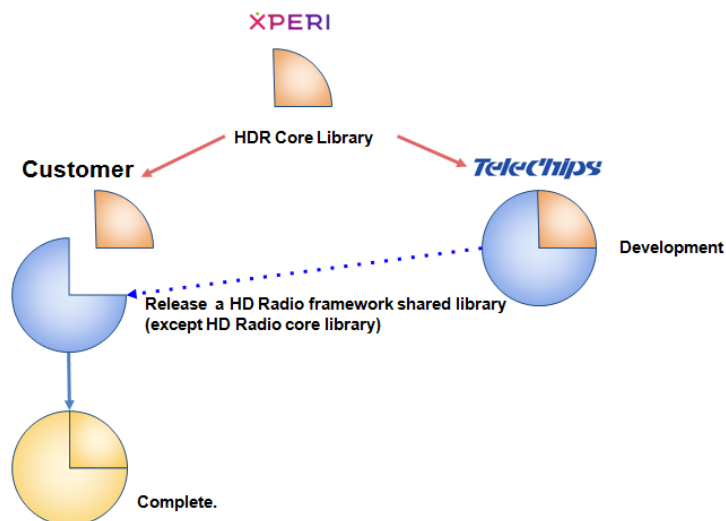 XPERI
HDR Core Library
Customer
TeleChips
Development
Release a HD Radio framework shared library
(except HD Radio core library)
Complete.